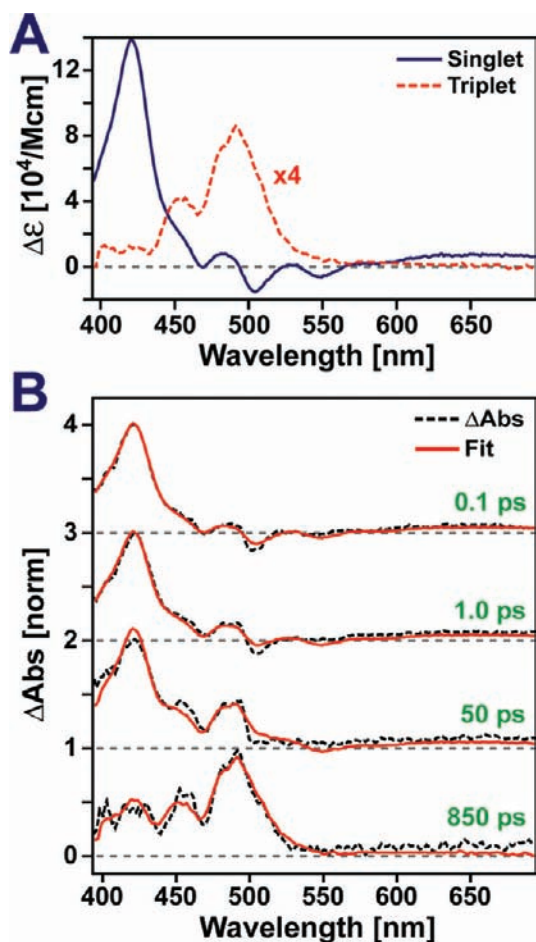 A
Δε [10⁴/Mcm]
12
8
4
0
Singlet
Triplet
x4
400 450 500 550 600 650
Wavelength [nm]
B
ΔAbs [norm]
4
3
2
1
0
ΔAbs
Fit
0.1 ps
1.0 ps
50 ps
850 ps
400 450 500 550 600 650
Wavelength [nm]